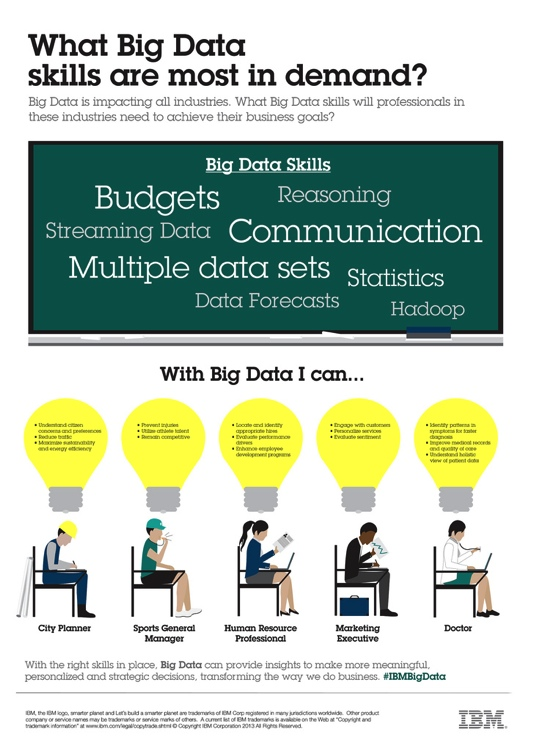 What Big Data
skills are most in demand?
Big Data is impacting all industries. What Big Data skills will professionals in
these industries need to achieve their business goals?
Big Data Skills
Budgets
Reasoning
Streaming Data
Communication
Multiple data sets
Statistics
Data Forecasts
Hadoop
With Big Data I can...
• Understand citizen
concerns and preferences
• Reduce traffic
• Maximize sustainability
and energy efficiency
• Prevent injuries
• Utilize athlete talent
• Remain competitive
• Locate and identify
appropriate hires
• Evaluate performance
drivers
• Enhance employee
development programs
• Engage with customers
• Personalize services
• Evaluate sentiment
• Identify patterns in
symptoms for faster
diagnosis
• Improve medical records
and quality of care
• Understand holistic
view of patient data
City Planner
Sports General
Manager
Human Resource
Professional
Marketing
Executive
Doctor
With the right skills in place, Big Data can provide insights to make more meaningful,
personalized and strategic decisions, transforming the way we do business. #IBMBigData
IBM, the IBM logo, smarter planet and Let's build a smarter planet are trademarks of IBM Corp registered in many jurisdictions worldwide. Other product
company or service names may be trademarks or service marks of others. A current list of IBM trademarks is available on the Web at "Copyright and
trademark information" at www.ibm.com/legal/copytrade.shtml © Copyright IBM Corporation 2013 All Rights Reserved.
IBM